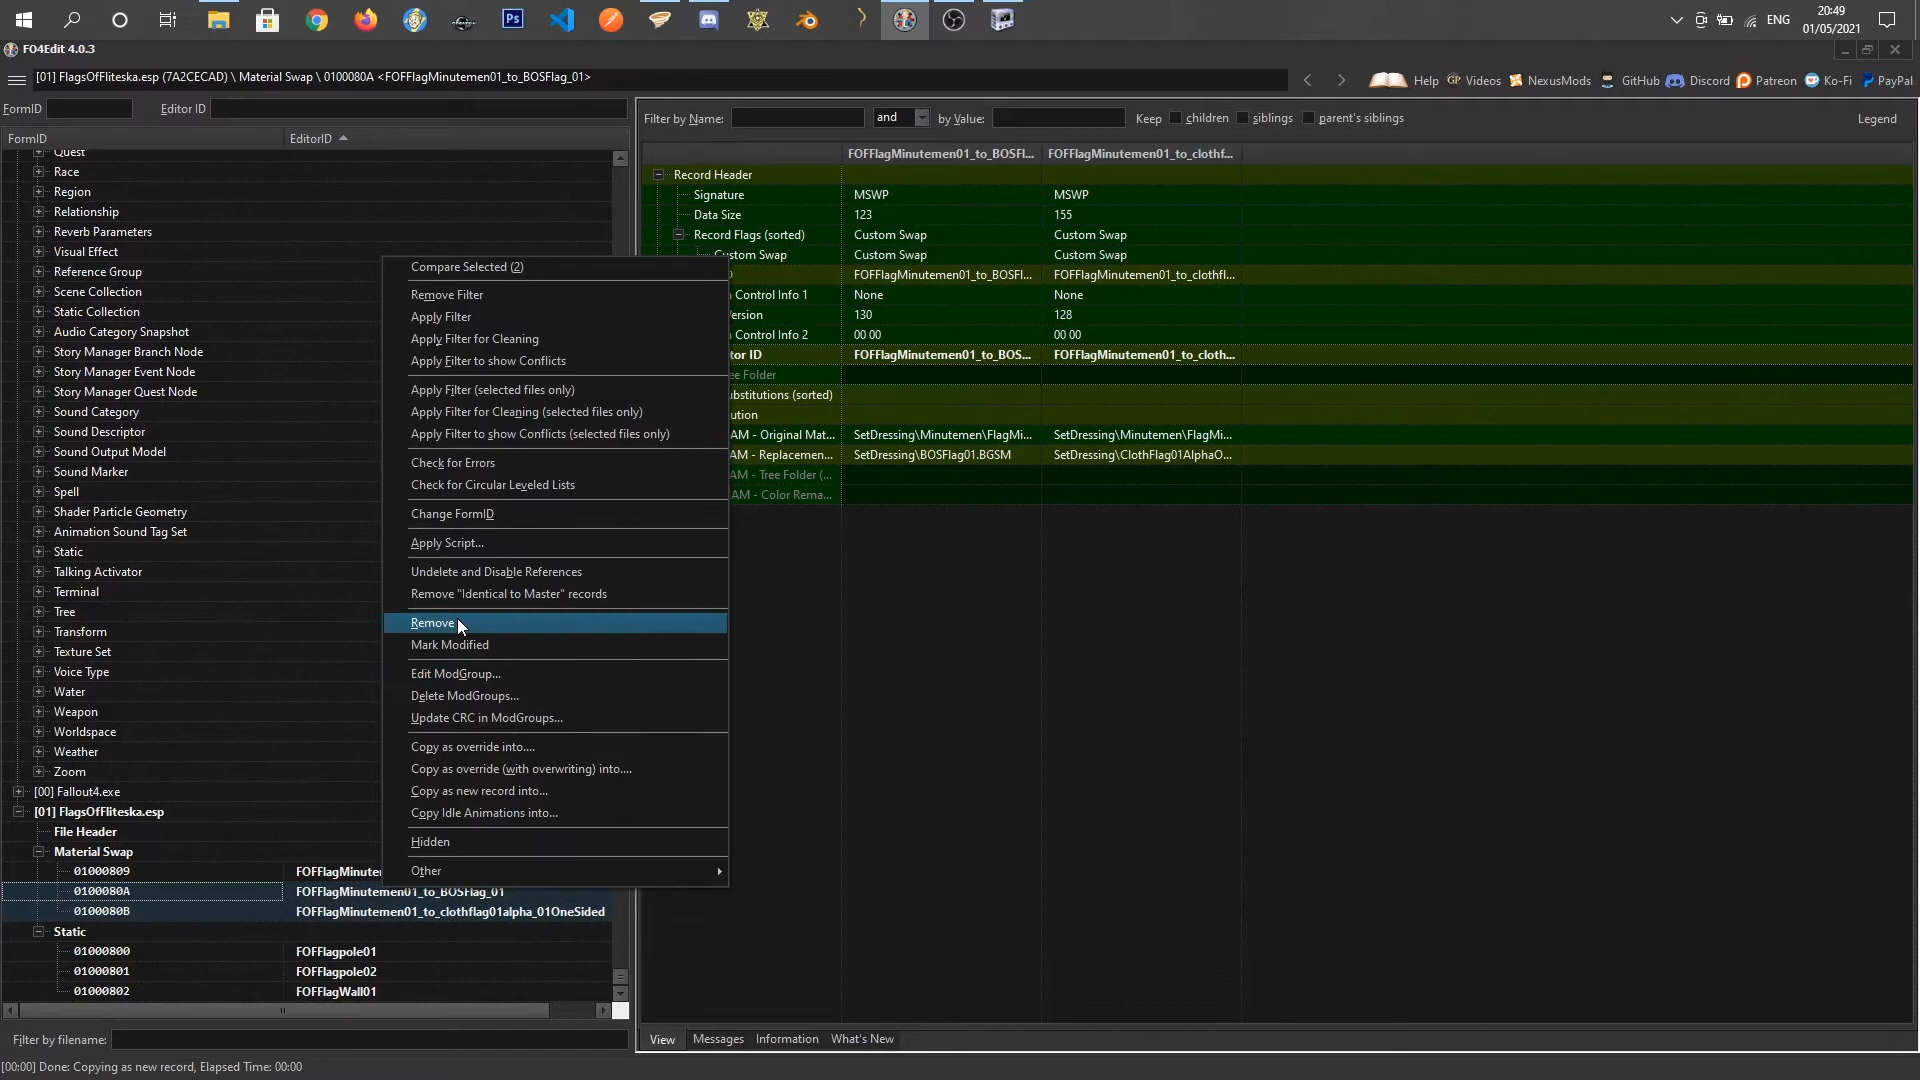 ENG
20:49
01/05/2021
FO4Edit 4.0.3
[01] FlagsOfFliteska.esp (7A2CECAD) \ Material Swap \ 0100080A <FOFFlagMinutemen01_to_BOSFlag_01>
Help
Videos
NexusMods
GitHub
Discord
Patreon
Ko-Fi
PayPal
FormID
Editor ID
Filter by Name:
and
by Value:
Keep
children
siblings
parent's siblings
Legend
FormID
EditorID
Quest
Race
Region
Relationship
Reverb Parameters
Visual Effect
Reference Group
Scene Collection
Static Collection
Audio Category Snapshot
Story Manager Branch Node
Story Manager Event Node
Story Manager Quest Node
Sound Category
Sound Descriptor
Sound Output Model
Sound Marker
Spell
Shader Particle Geometry
Animation Sound Tag Set
Static
Talking Activator
Terminal
Tree
Transform
Texture Set
Voice Type
Water
Weapon
Worldspace
Weather
Zoom
[00] Fallout4.exe
[01] FlagsOfFliteska.esp
File Header
Material Swap
01000809 FOFFlagMinute
0100080A FOFFlagMinutemen01_to_BOSFlag_01
0100080B FOFFlagMinutemen01_to_clothflag01alpha_01OneSided
Static
01000800 FOFFlagpole01
01000801 FOFFlagpole02
01000802 FOFFlagWall01
Filter by filename:
[00:00] Done: Copying as new record, Elapsed Time: 00:00
Compare Selected (2)
Remove Filter
Apply Filter
Apply Filter for Cleaning
Apply Filter to show Conflicts
Apply Filter (selected files only)
Apply Filter for Cleaning (selected files only)
Apply Filter to show Conflicts (selected files only)
Check for Errors
Check for Circular Leveled Lists
Change FormID
Apply Script...
Undelete and Disable References
Remove "Identical to Master" records
Remove
Mark Modified
Edit ModGroup...
Delete ModGroups...
Update CRC in ModGroups...
Copy as override into....
Copy as override (with overwriting) into....
Copy as new record into...
Copy Idle Animations into...
Hidden
Other
FOFFlagMinutemen01_to_BOSFl... FOFFlagMinutemen01_to_clothf...
Record Header
Signature MSWP MSWP
Data Size 123 155
Record Flags (sorted) Custom Swap Custom Swap
Custom Swap Custom Swap Custom Swap
FOFFlagMinutemen01_to_BOSFl... FOFFlagMinutemen01_to_clothfl...
Control Info 1 None None
ersion 130 128
Control Info 2 00 00 00 00
tor ID FOFFlagMinutemen01_to_BOS... FOFFlagMinutemen01_to_cloth...
ee Folder
ubstitutions (sorted)
ution
AM - Original Mat... SetDressing\Minutemen\FlagMi... SetDressing\Minutemen\FlagMi...
AM - Replacemen... SetDressing\BOSFlag01.BGSM SetDressing\ClothFlag01AlphaO...
AM - Tree Folder (...
AM - Color Rema...
View
Messages
Information
What's New